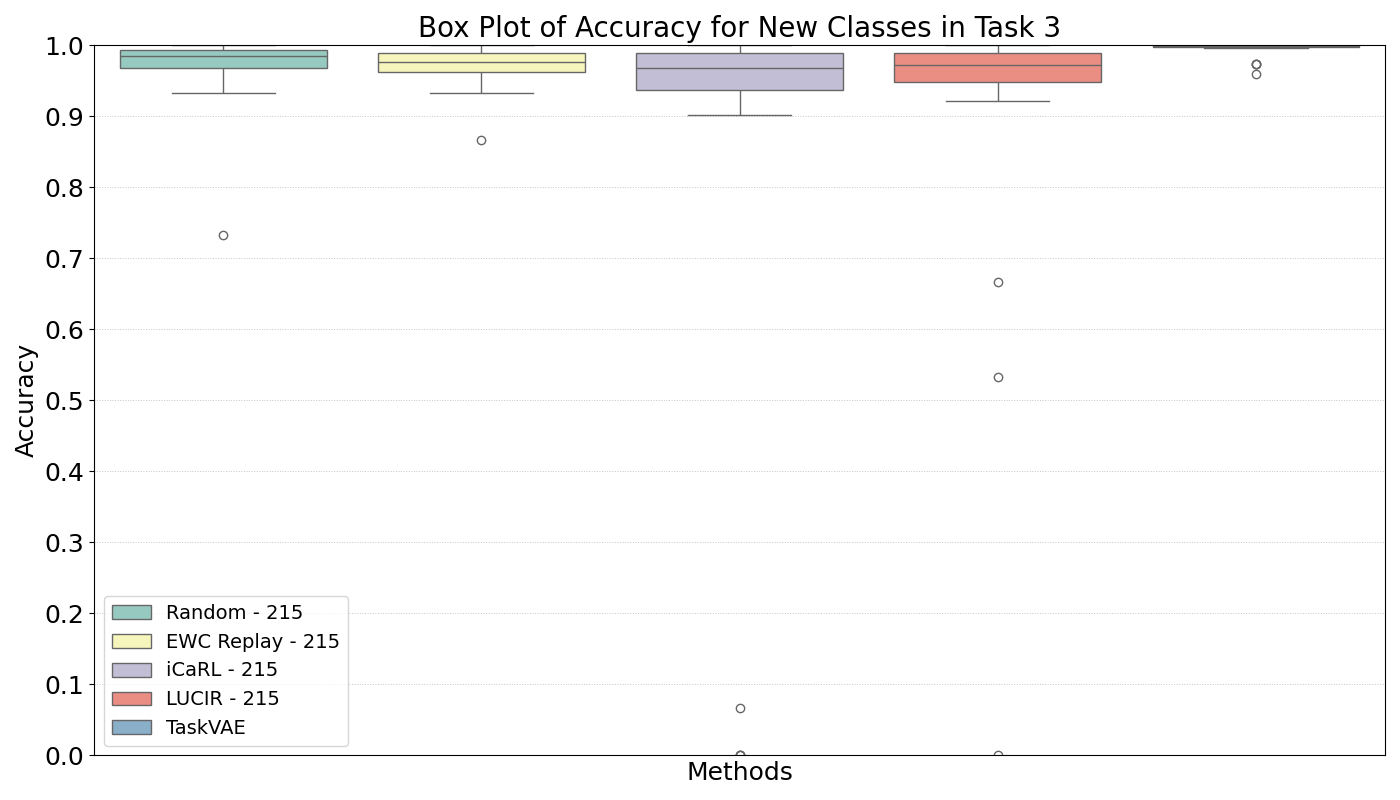 Box Plot of Accuracy for New Classes in Task 3
1.0
0.9
0.8
0.7
0.6
0.5
0.4
0.3
0.2
0.1
0.0
Accuracy
Random - 215
EWC Replay - 215
iCaRL - 215
LUCIR - 215
TaskVAE
Methods